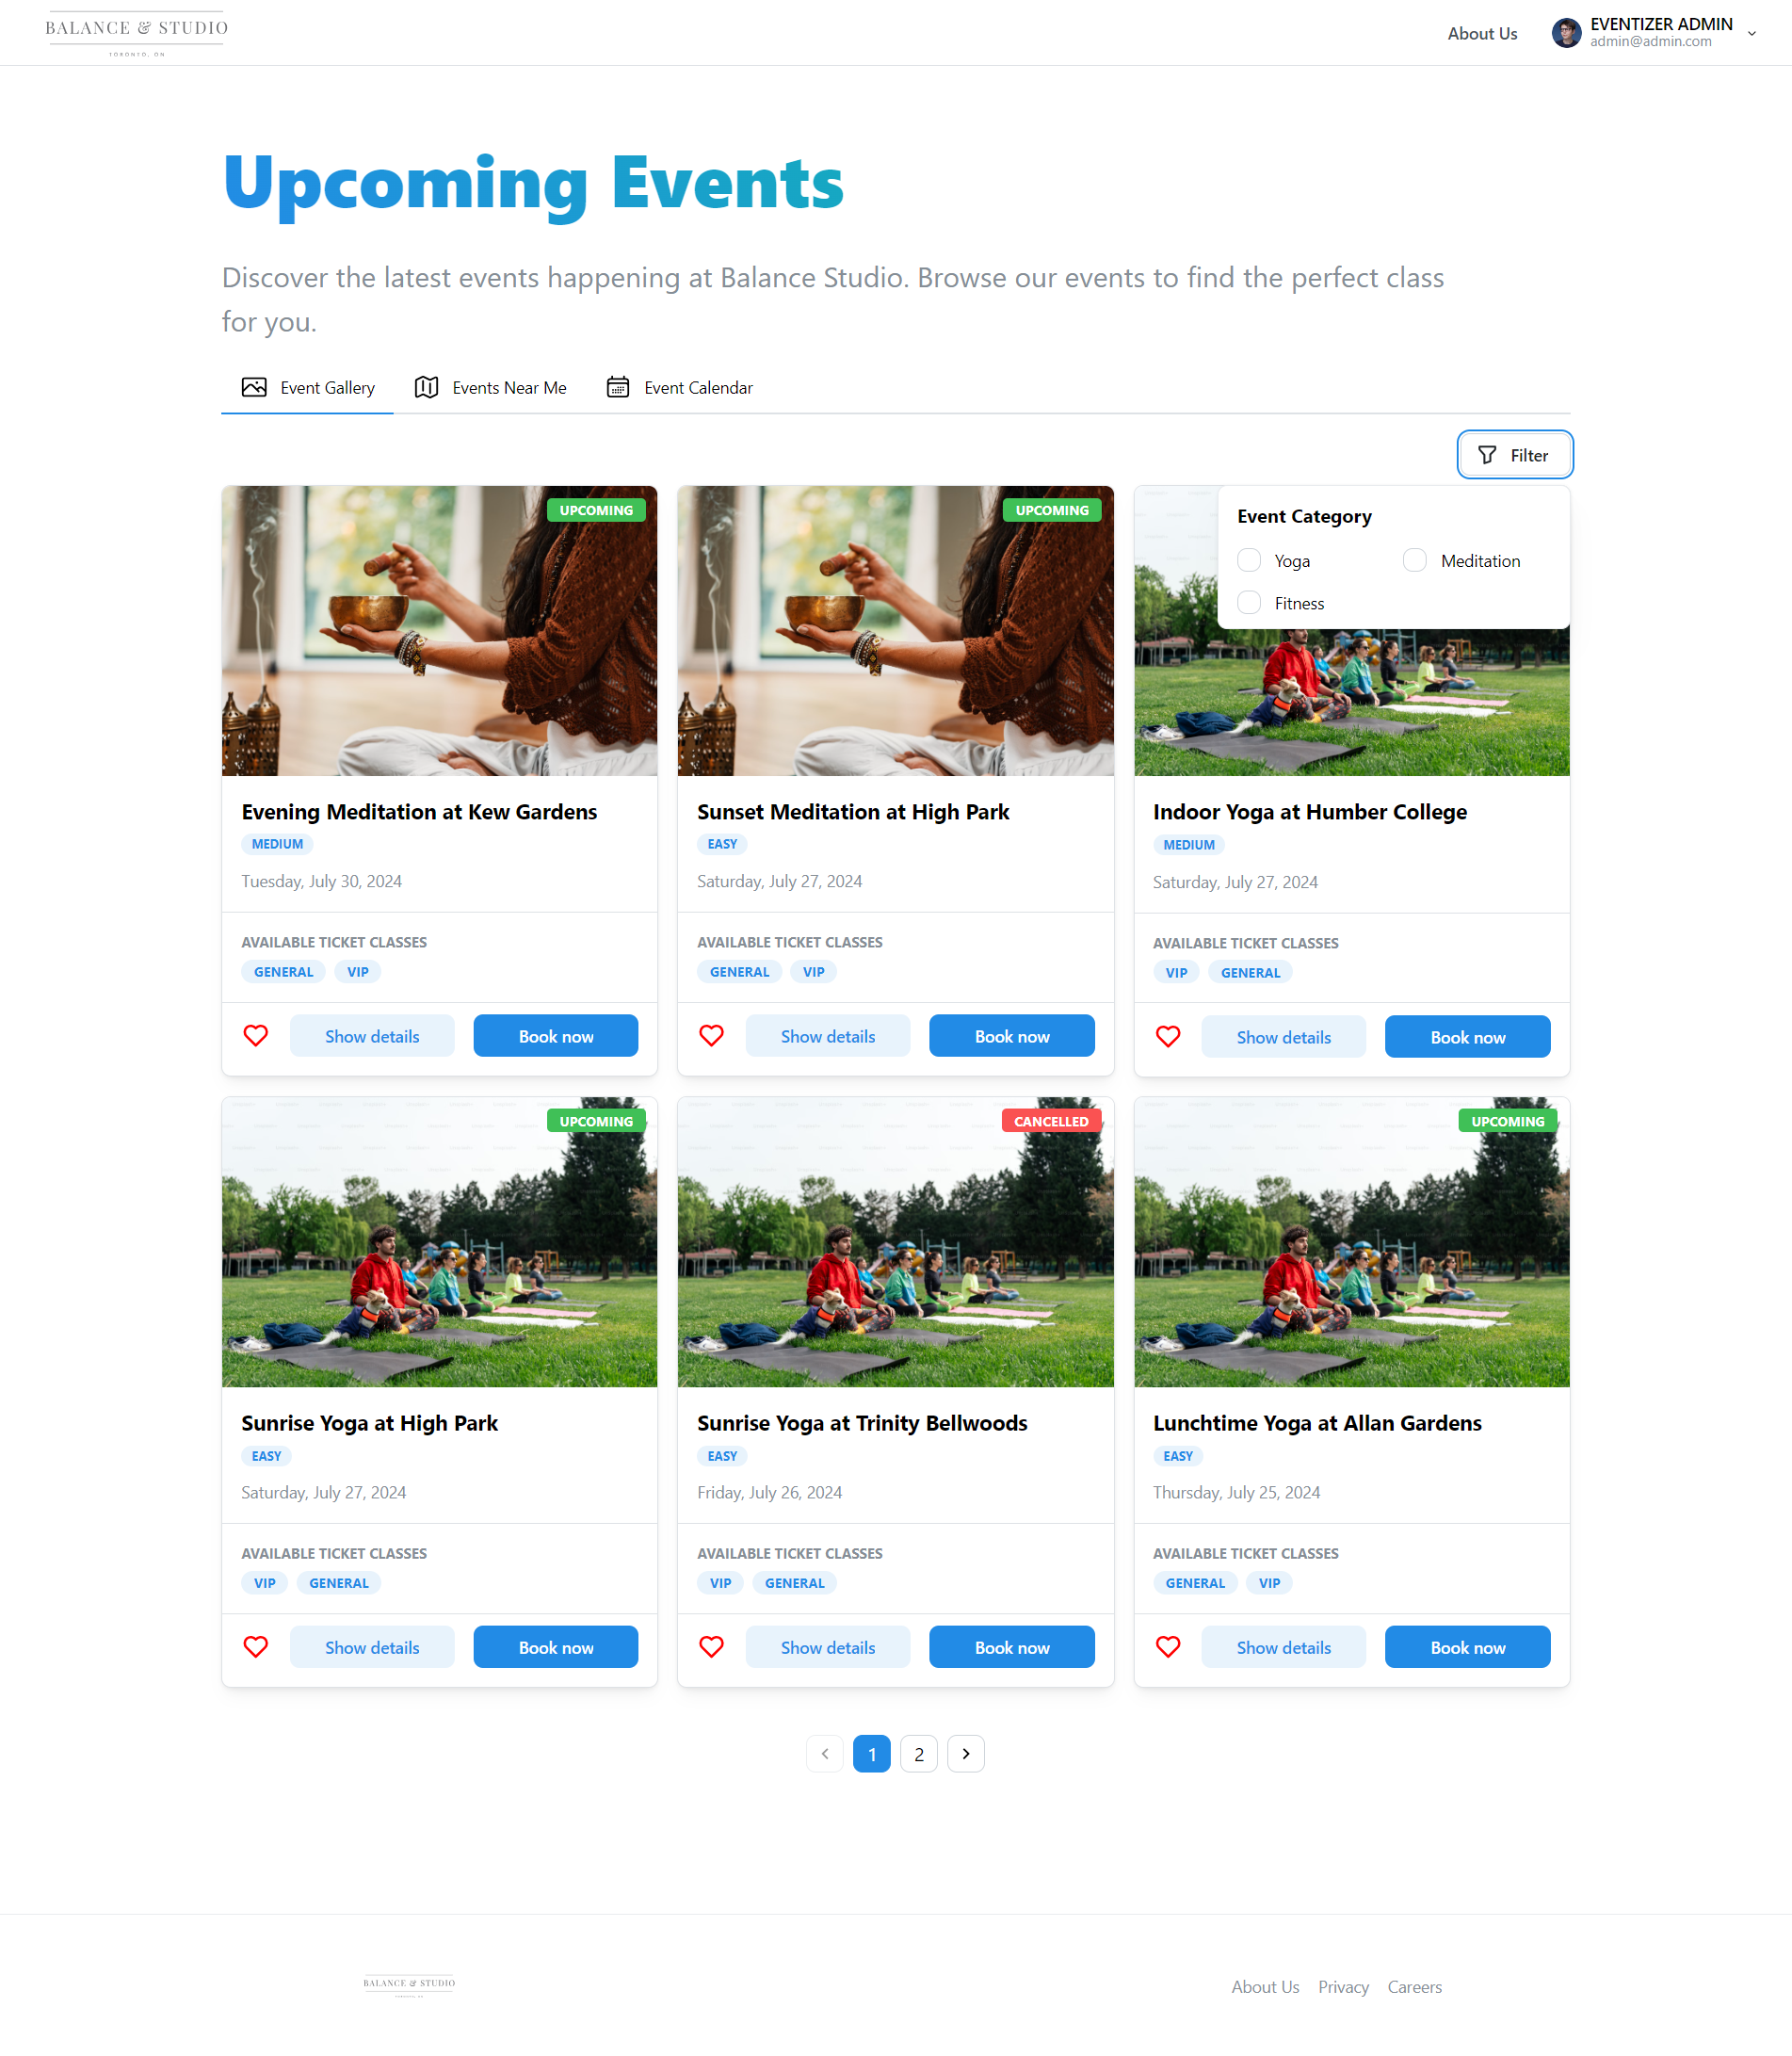 BALANCE & STUDIO
TORONTO, ON
About Us
EVENTIZER ADMIN
admin@admin.com
Upcoming Events
Discover the latest events happening at Balance Studio. Browse our events to find the perfect class
for you.
Event Gallery
Events Near Me
Event Calendar
Filter
Event Category
Yoga
Meditation
Fitness
UPCOMING
Evening Meditation at Kew Gardens
MEDIUM
Tuesday, July 30, 2024
AVAILABLE TICKET CLASSES
GENERAL VIP
Show details
Book now
UPCOMING
Sunset Meditation at High Park
EASY
Saturday, July 27, 2024
AVAILABLE TICKET CLASSES
GENERAL VIP
Show details
Book now
Indoor Yoga at Humber College
MEDIUM
Saturday, July 27, 2024
AVAILABLE TICKET CLASSES
VIP GENERAL
Show details
Book now
UPCOMING
Sunrise Yoga at High Park
EASY
Saturday, July 27, 2024
AVAILABLE TICKET CLASSES
VIP GENERAL
Show details
Book now
CANCELLED
Sunrise Yoga at Trinity Bellwoods
EASY
Friday, July 26, 2024
AVAILABLE TICKET CLASSES
VIP GENERAL
Show details
Book now
UPCOMING
Lunchtime Yoga at Allan Gardens
EASY
Thursday, July 25, 2024
AVAILABLE TICKET CLASSES
GENERAL VIP
Show details
Book now
1
2
BALANCE & STUDIO
About Us
Privacy
Careers